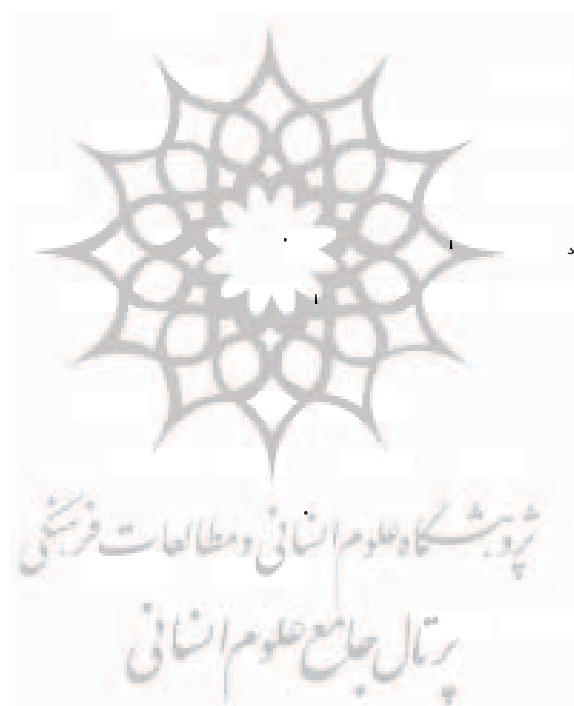 پژوهشگاه علوم انسانی و مطالعات فرهنگی
پرتال جامع علوم انسانی